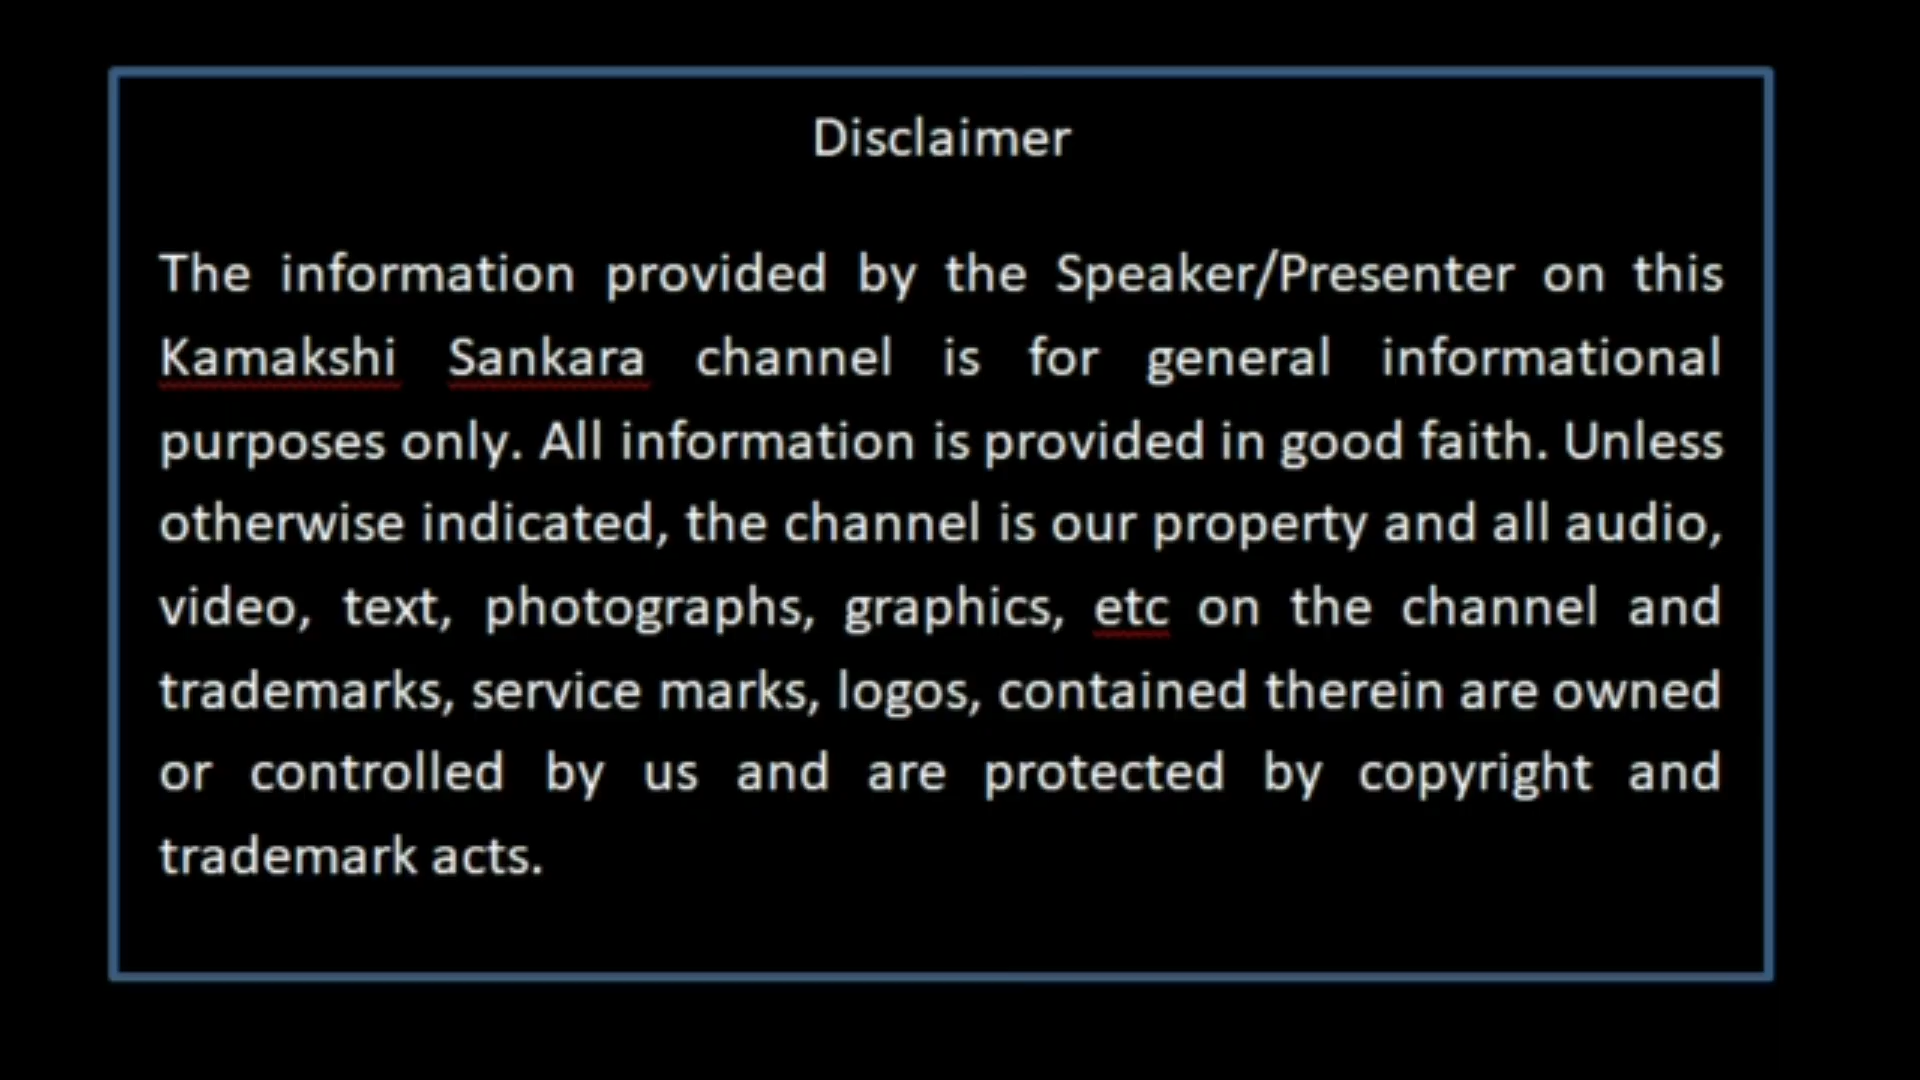 Disclaimer
The information provided by the Speaker/Presenter on this
Kamakshi Sankara channel is for general informational
purposes only. All information is provided in good faith. Unless
otherwise indicated, the channel is our property and all audio,
video, text, photographs, graphics, etc on the channel and
trademarks, service marks, logos, contained therein are owned
or controlled by us and are protected by copyright and
trademark acts.